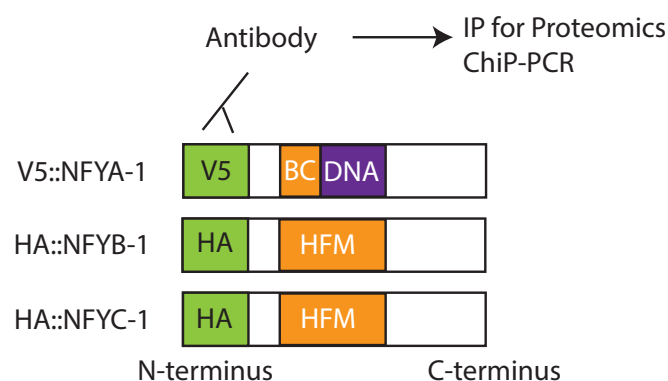 Antibody
IP for Proteomics
ChiP-PCR
V5::NFYA-1
V5
BC
DNA
HA::NFYB-1
HA
HFM
HA::NFYC-1
HA
HFM
N-terminus
C-terminus